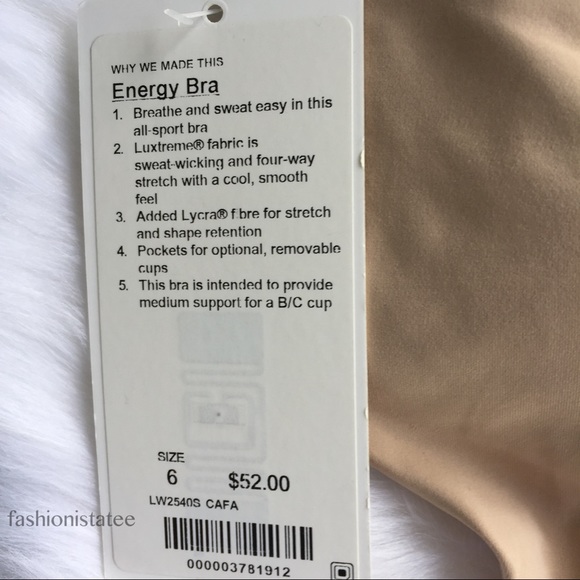 WHY WE MADE THIS
Energy Bra
1. Breathe and sweat easy in this
all-sport bra
2. Luxtreme® fabric is
sweat-wicking and four-way
stretch with a cool, smooth
feel
3. Added Lycra® f bre for stretch
and shape retention
4. Pockets for optional, removable
cups
5. This bra is intended to provide
medium support for a B/C cup
SIZE
6 $52.00
LW2540S CAFA
000003781912
fashionistatee